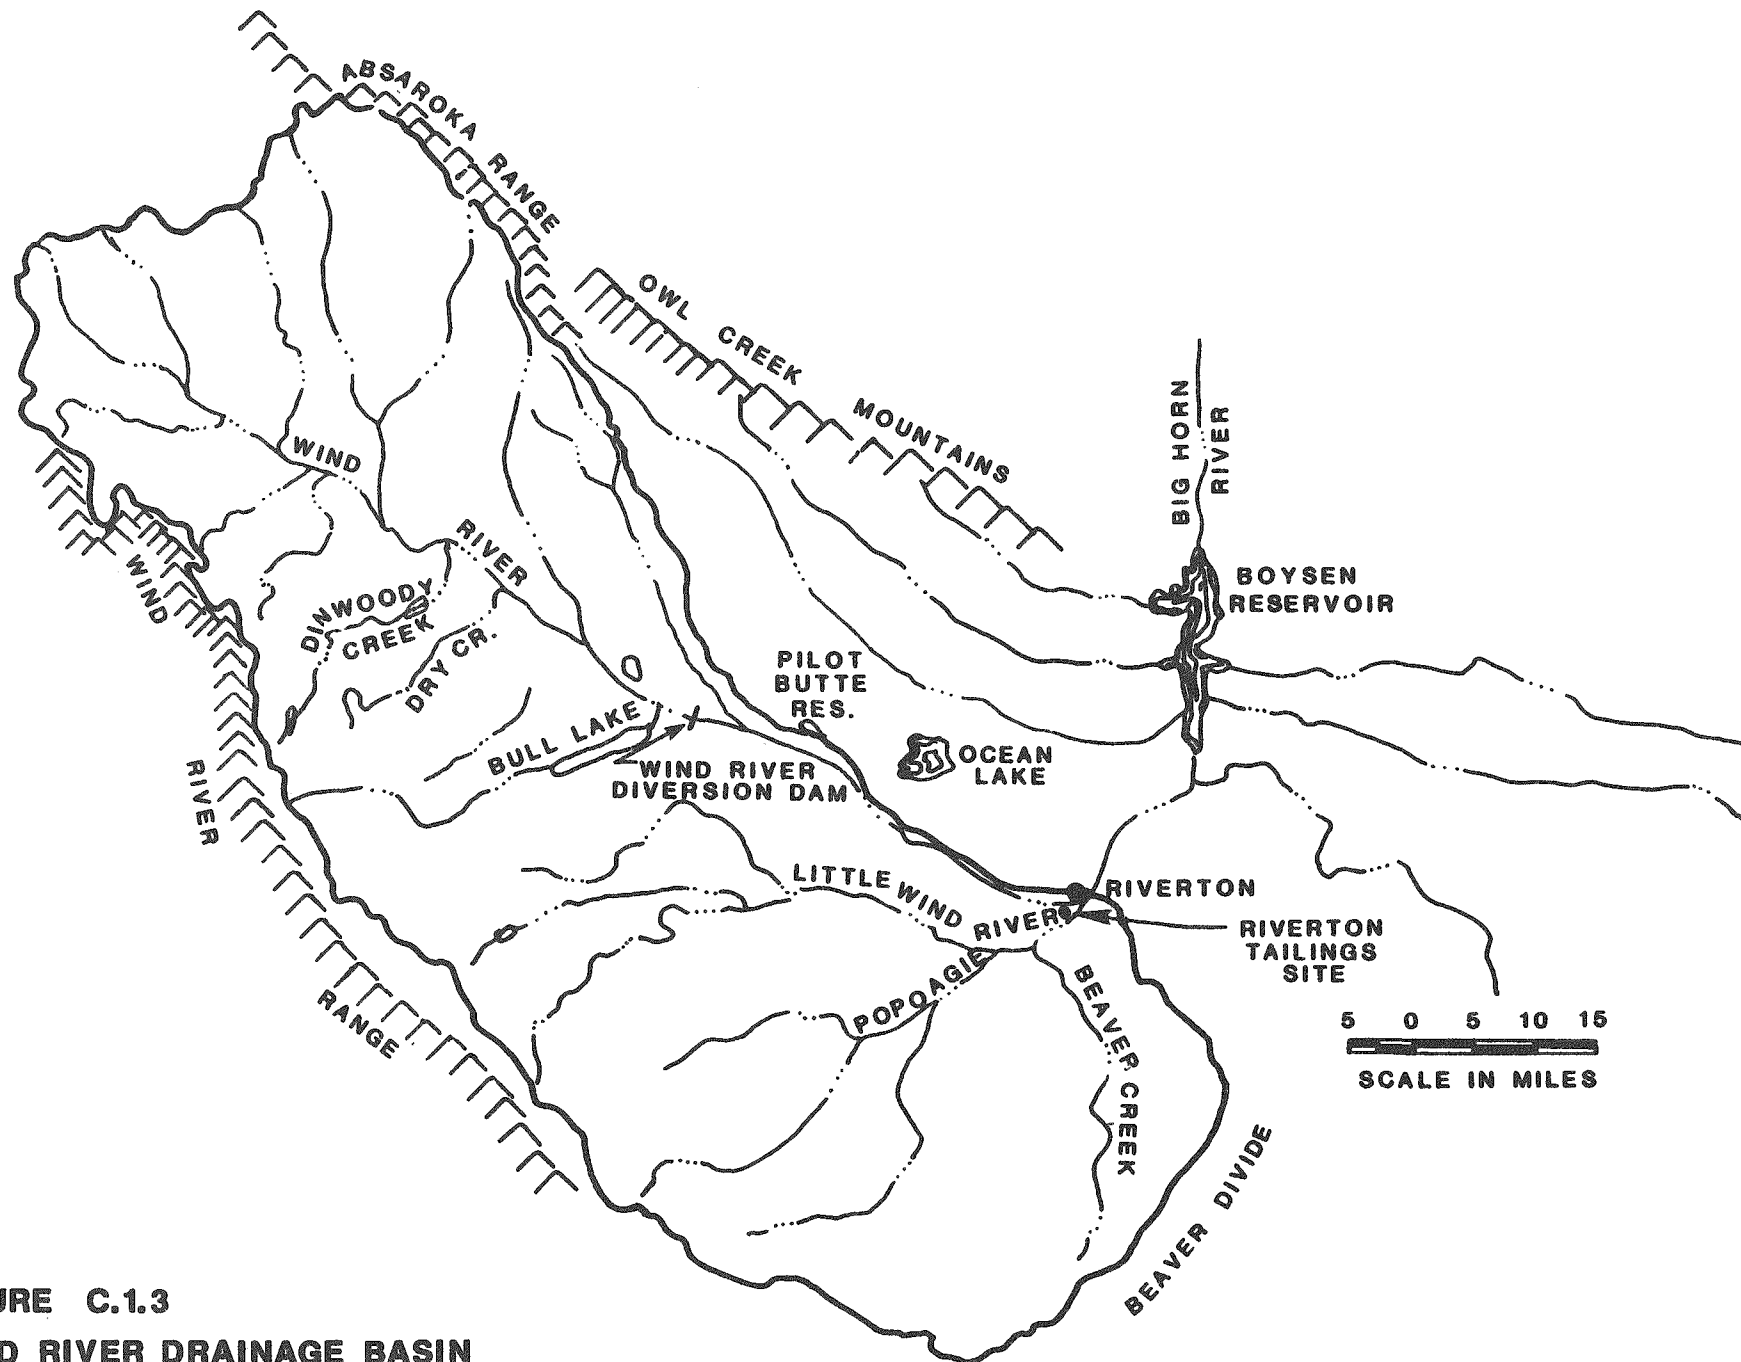 ABSAROKA RANGE
OWL CREEK MOUNTAINS
BIG HORN
RIVER
WIND
RIVER
BOYSEN
RESERVOIR
WIND
RIVER
RANGE
DINWOODY
CREEK
DRY CR.
PILOT
BUTTE
RES.
BULL LAKE
WIND RIVER
DIVERSION DAM
OCEAN
LAKE
LITTLE WIND RIVER
RIVERTON
RIVERTON
TAILINGS
SITE
POPOAGIE
BEAVER CREEK
5 0 5 10 15
SCALE IN MILES
BEAVER DIVIDE
URE C.1.3
D RIVER DRAINAGE BASIN